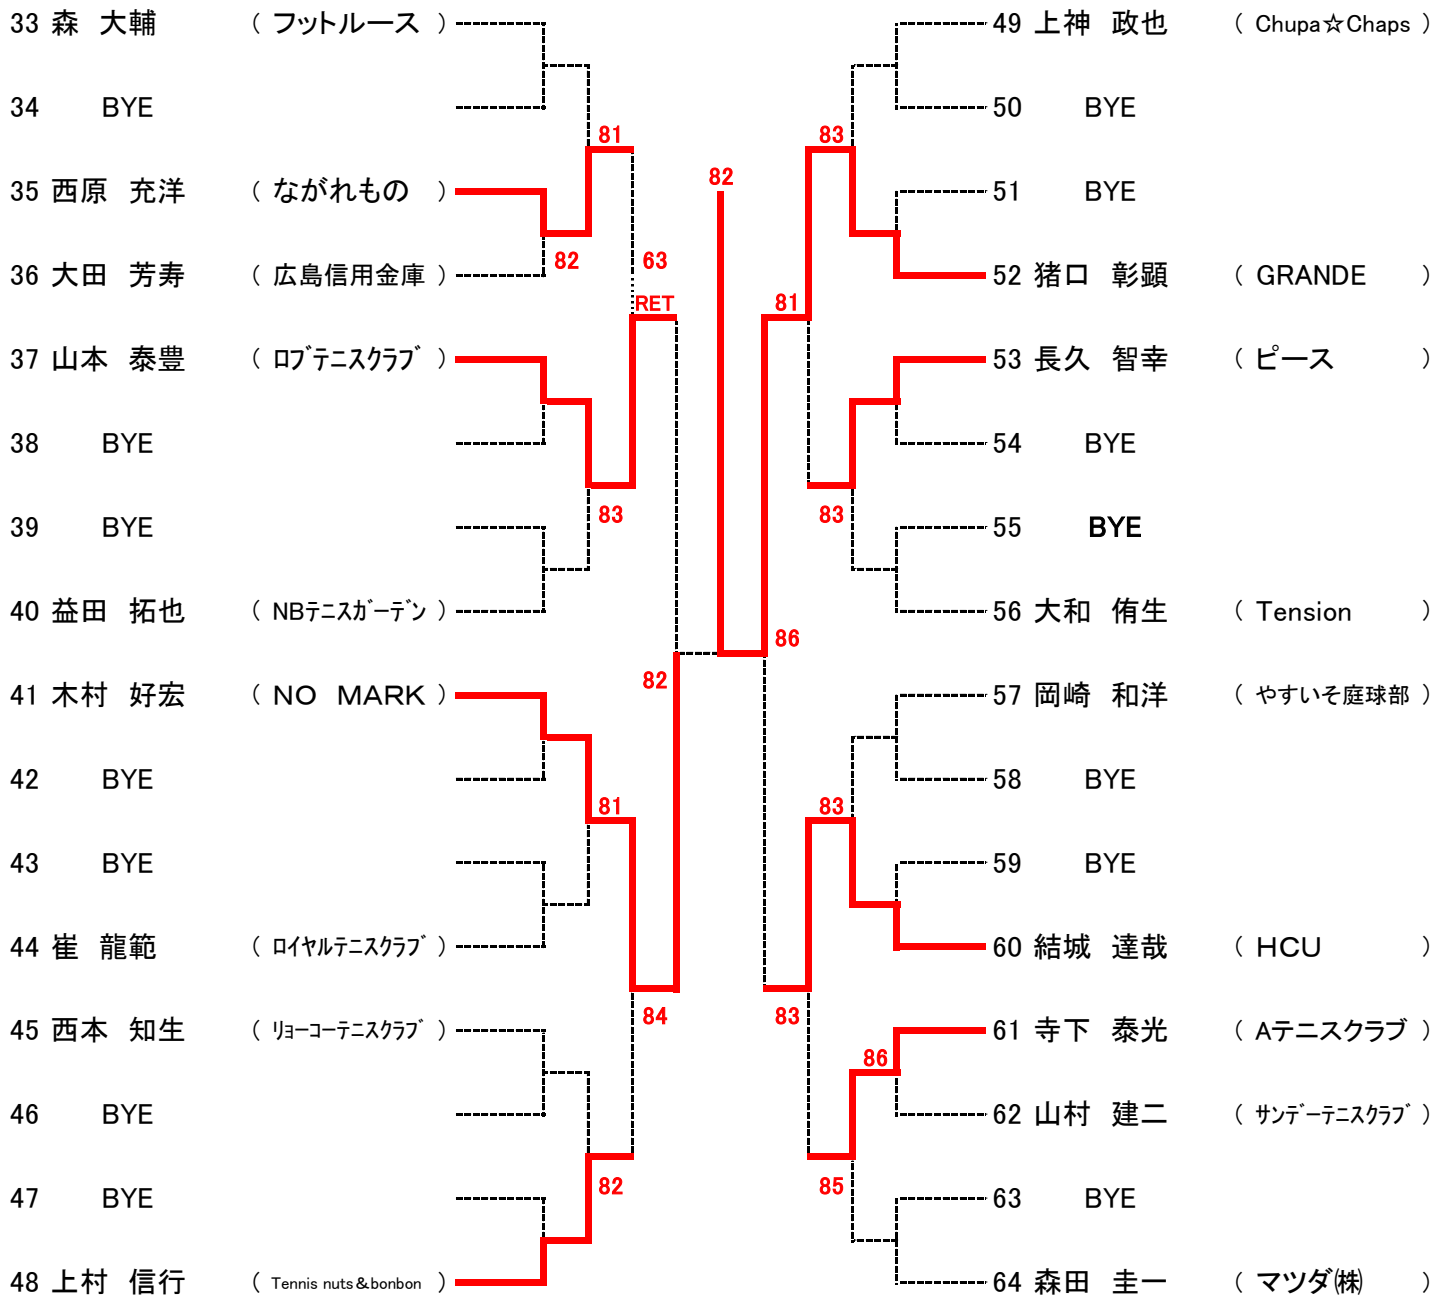 33 森 大輔 ( フットルース )
34 BYE
35 西原 充洋 ( ながれもの )
36 大田 芳寿 ( 広島信用金庫 )
37 山本 泰豊 ( ロブテニスクラブ )
38 BYE
39 BYE
40 益田 拓也 ( NBテニスガーデン )
41 木村 好宏 ( NO MARK )
42 BYE
43 BYE
44 崔 龍範 ( ロイヤルテニスクラブ )
45 西本 知生 ( リョーコーテニスクラブ )
46 BYE
47 BYE
48 上村 信行 ( Tennis nuts&bonbon )
81
82
63
RET
83
82
81
84
82
82
83
81
83
86
83
83
86
85
49 上神 政也 ( Chupa☆Chaps )
50 BYE
51 BYE
52 猪口 彰顕 ( GRANDE )
53 長久 智幸 ( ピース )
54 BYE
55 BYE
56 大和 侑生 ( Tension )
57 岡崎 和洋 ( やすいそ庭球部 )
58 BYE
59 BYE
60 結城 達哉 ( HCU )
61 寺下 泰光 ( Aテニスクラブ )
62 山村 建二 ( サンデーテニスクラブ )
63 BYE
64 森田 圭一 ( マツダ㈱ )